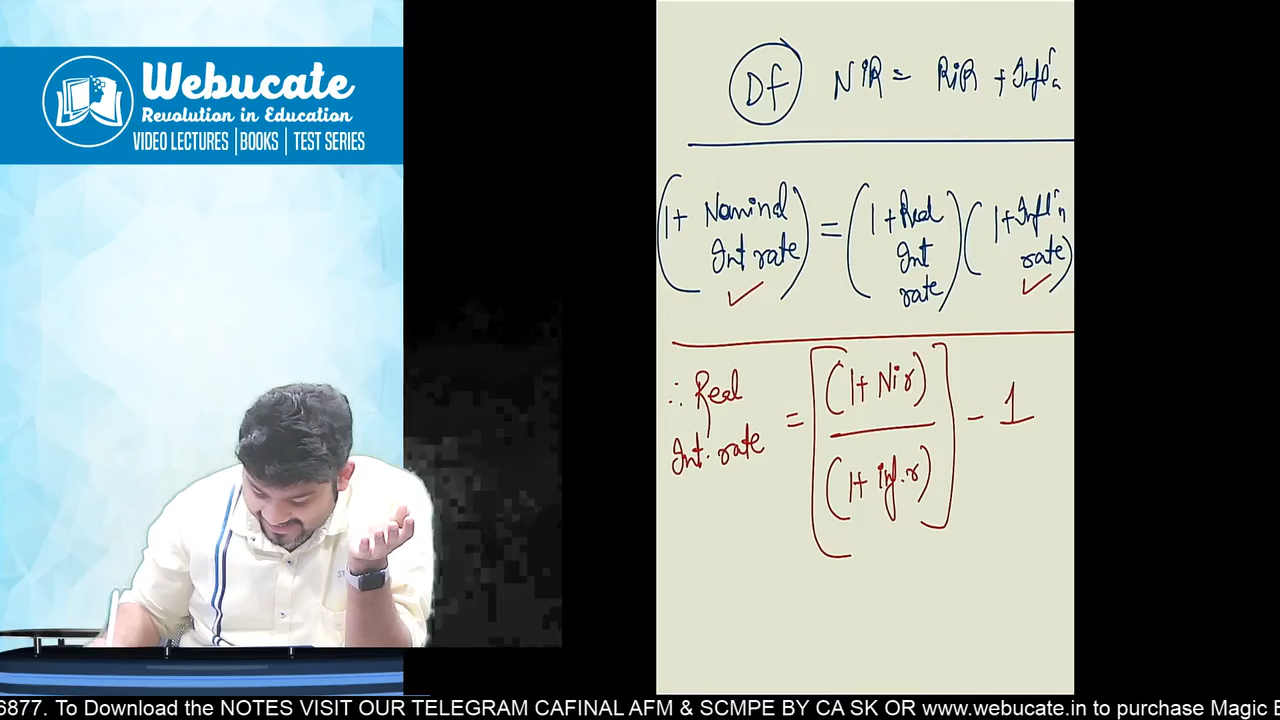 Webucate
Revolution in Education
VIDEO LECTURES | BOOKS | TEST SERIES
Df NiR = RiR + Infl'n
(1+ Nominal Int rate) = (1+Real Int rate) (1+Infl'n rate)
∴ Real Int. rate = [(1+ Nir) / (1+ inf.r)] - 1
6877. To Download the NOTES VISIT OUR TELEGRAM CAFINAL AFM & SCMPE BY CA SK OR www.webucate.in to purchase Magic